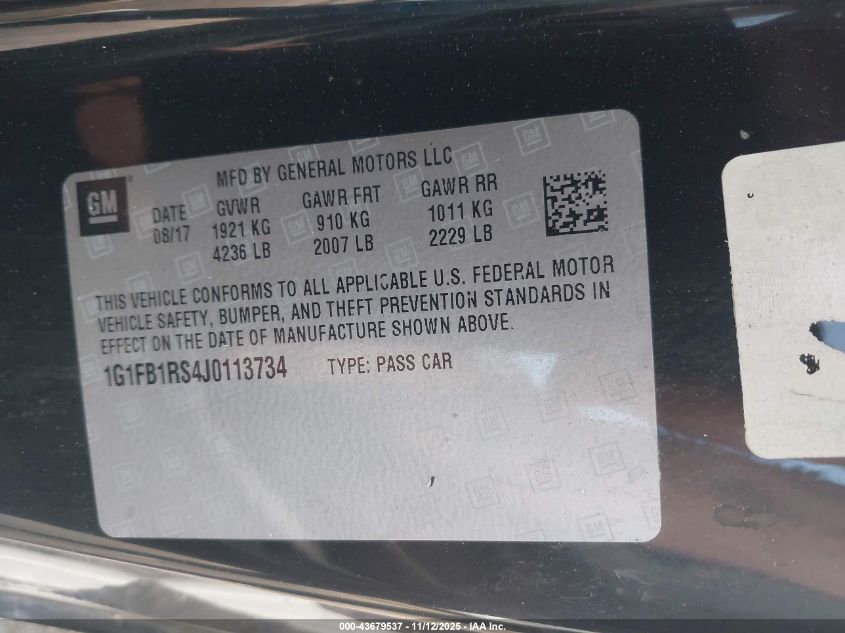 MFD BY GENERAL MOTORS LLC
GM
DATE GVWR GAWR FRT GAWR RR
08/17 1921 KG 910 KG 1011 KG
4236 LB 2007 LB 2229 LB
THIS VEHICLE CONFORMS TO ALL APPLICABLE U.S. FEDERAL MOTOR
VEHICLE SAFETY, BUMPER, AND THEFT PREVENTION STANDARDS IN
EFFECT ON THE DATE OF MANUFACTURE SHOWN ABOVE.
1G1FB1RS4J0113734 TYPE: PASS CAR
000-43679537 - 11/12/2025 - IAA Inc.